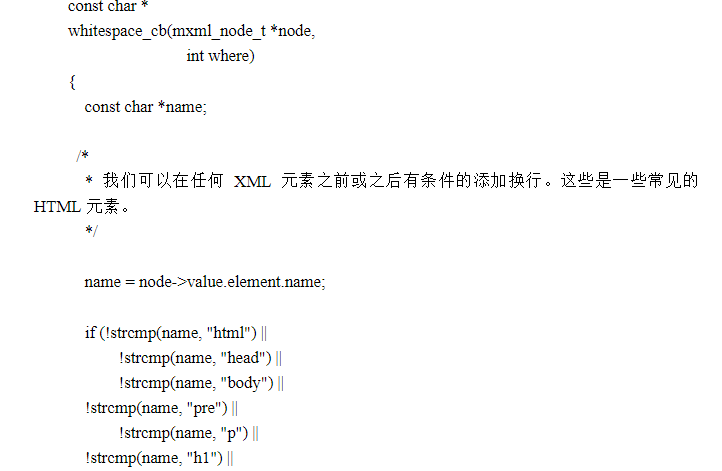 const char *
whitespace_cb(mxml_node_t *node,
int where)
{
const char *name;
/*
* 我们可以在任何 XML 元素之前或之后有条件的添加换行。这些是一些常见的
HTML 元素。
*/
name = node->value.element.name;
if (!strcmp(name, "html") ||
!strcmp(name, "head") ||
!strcmp(name, "body") ||
!strcmp(name, "pre") ||
!strcmp(name, "p") ||
!strcmp(name, "h1") ||